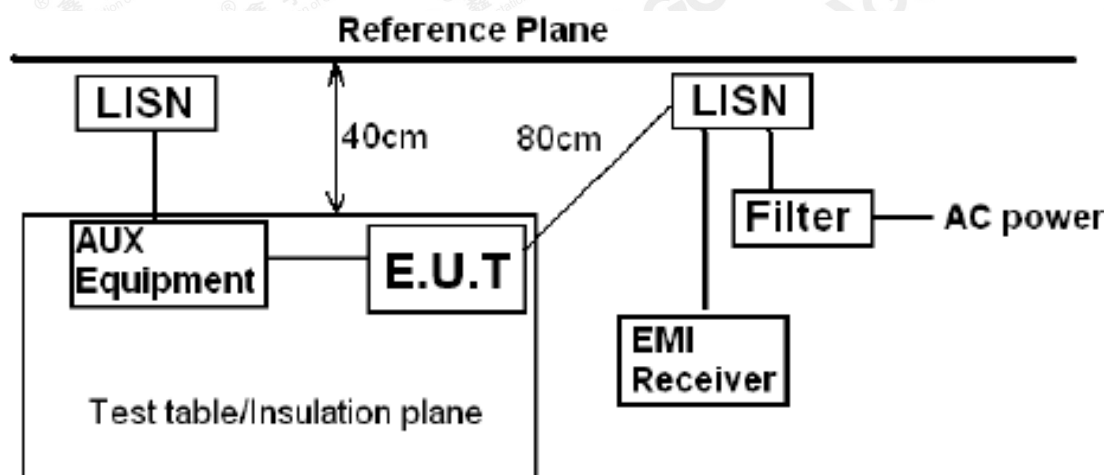 Reference Plane
LISN
LISN
40cm
80cm
Filter
AC power
AUX
Equipment
E.U.T
EMI
Receiver
Test table/Insulation plane